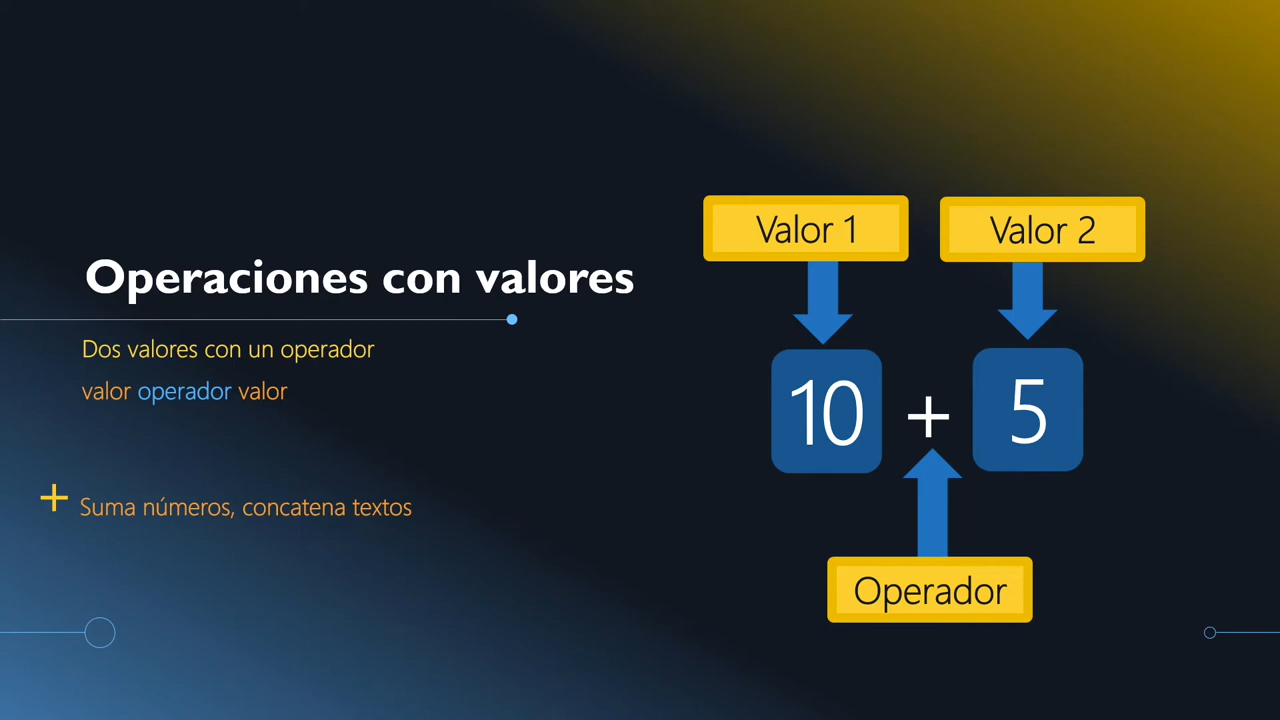 Operaciones con valores
Dos valores con un operador
valor operador valor
+ Suma números, concatena textos
Valor 1
Valor 2
10 + 5
Operador